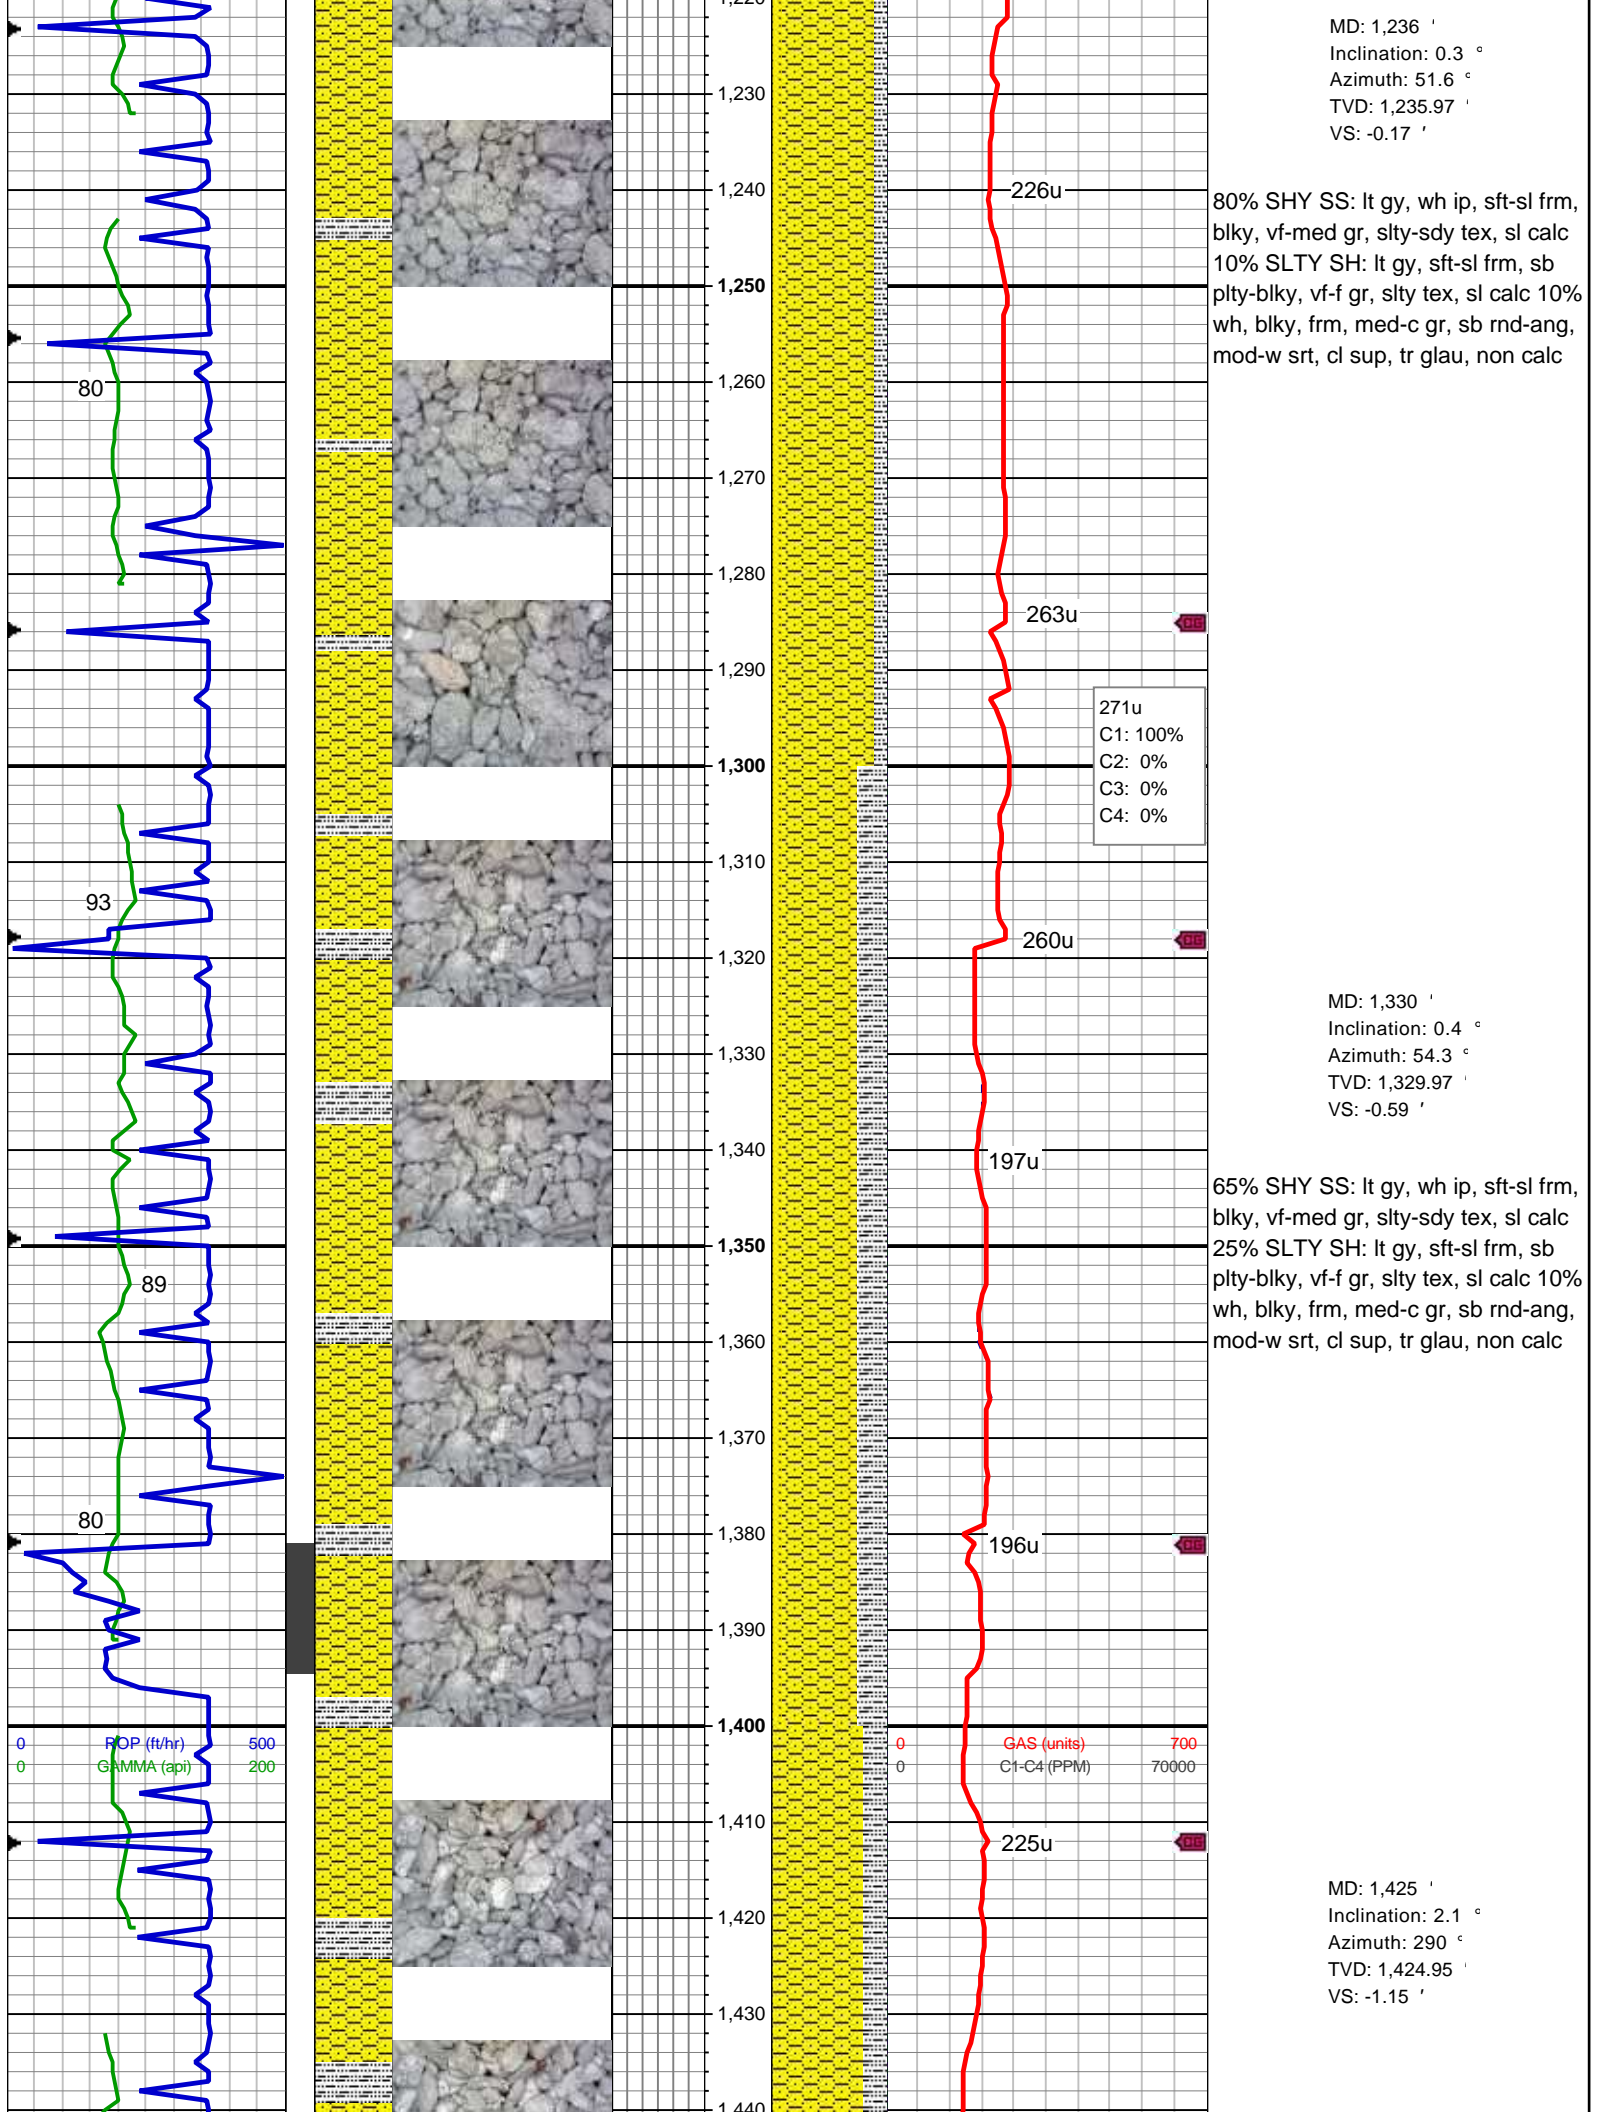 1,220
MD: 1,236 '
Inclination: 0.3 °
Azimuth: 51.6 °
TVD: 1,235.97 '
VS: -0.17 '
1,230
1,240
226u
80% SHY SS: lt gy, wh ip, sft-sl frm,
blky, vf-med gr, slty-sdy tex, sl calc
10% SLTY SH: lt gy, sft-sl frm, sb
plty-blky, vf-f gr, slty tex, sl calc 10%
wh, blky, frm, med-c gr, sb rnd-ang,
mod-w srt, cl sup, tr glau, non calc
1,250
80
1,260
1,270
1,280
263u
CG
1,290
271u
C1: 100%
C2: 0%
C3: 0%
C4: 0%
1,300
1,310
93
260u
CG
1,320
MD: 1,330 '
Inclination: 0.4 °
Azimuth: 54.3 °
TVD: 1,329.97 '
VS: -0.59 '
1,330
1,340
197u
65% SHY SS: lt gy, wh ip, sft-sl frm,
blky, vf-med gr, slty-sdy tex, sl calc
25% SLTY SH: lt gy, sft-sl frm, sb
plty-blky, vf-f gr, slty tex, sl calc 10%
wh, blky, frm, med-c gr, sb rnd-ang,
mod-w srt, cl sup, tr glau, non calc
1,350
89
1,360
1,370
80
1,380
196u
CG
1,390
1,400
0 ROP (ft/hr) 500
0 GAMMA (api) 200
0 GAS (units) 700
0 C1-C4 (PPM) 70000
1,410
225u
CG
1,420
MD: 1,425 '
Inclination: 2.1 °
Azimuth: 290 °
TVD: 1,424.95 '
VS: -1.15 '
1,430
1,440